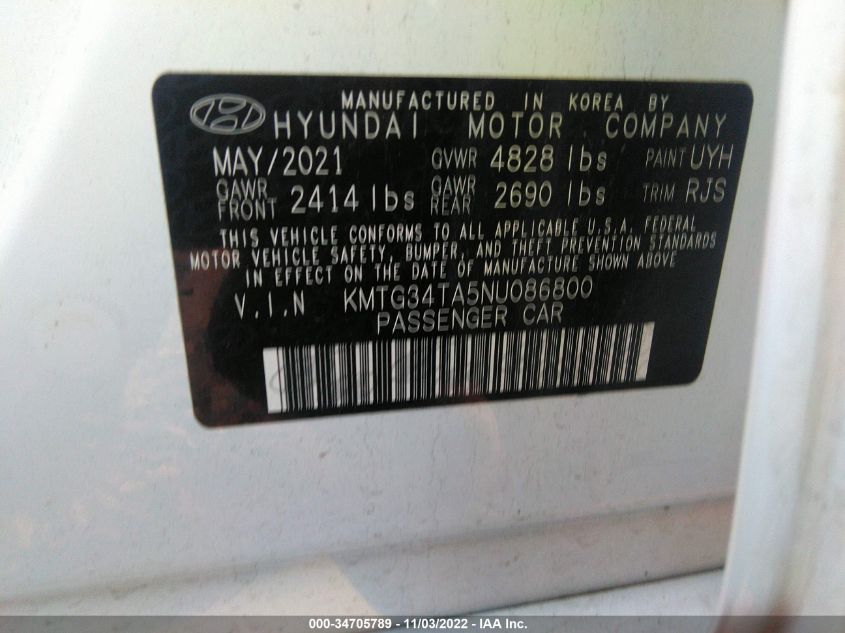 MANUFACTURED IN KOREA BY
HYUNDAI MOTOR COMPANY
MAY/2021 GVWR 4828 lbs PAINT UYH
GAWR FRONT 2414 lbs GAWR REAR 2690 lbs TRIM RJS
THIS VEHICLE CONFORMS TO ALL APPLICABLE U.S.A. FEDERAL
MOTOR VEHICLE SAFETY, BUMPER, AND THEFT PREVENTION STANDARDS
IN EFFECT ON THE DATE OF MANUFACTURE SHOWN ABOVE
V.I.N KMTG34TA5NU086800
PASSENGER CAR
000-34705789 - 11/03/2022 - IAA, Inc.